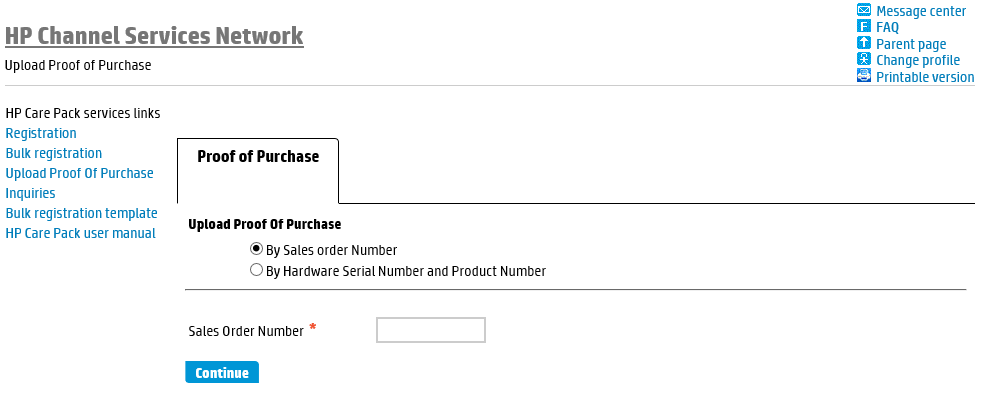 HP Channel Services Network
Upload Proof of Purchase
Message center
FAQ
Parent page
Change profile
Printable version
HP Care Pack services links
Registration
Bulk registration
Upload Proof Of Purchase
Inquiries
Bulk registration template
HP Care Pack user manual
Proof of Purchase
Upload Proof Of Purchase
By Sales order Number
By Hardware Serial Number and Product Number
Sales Order Number *
Continue